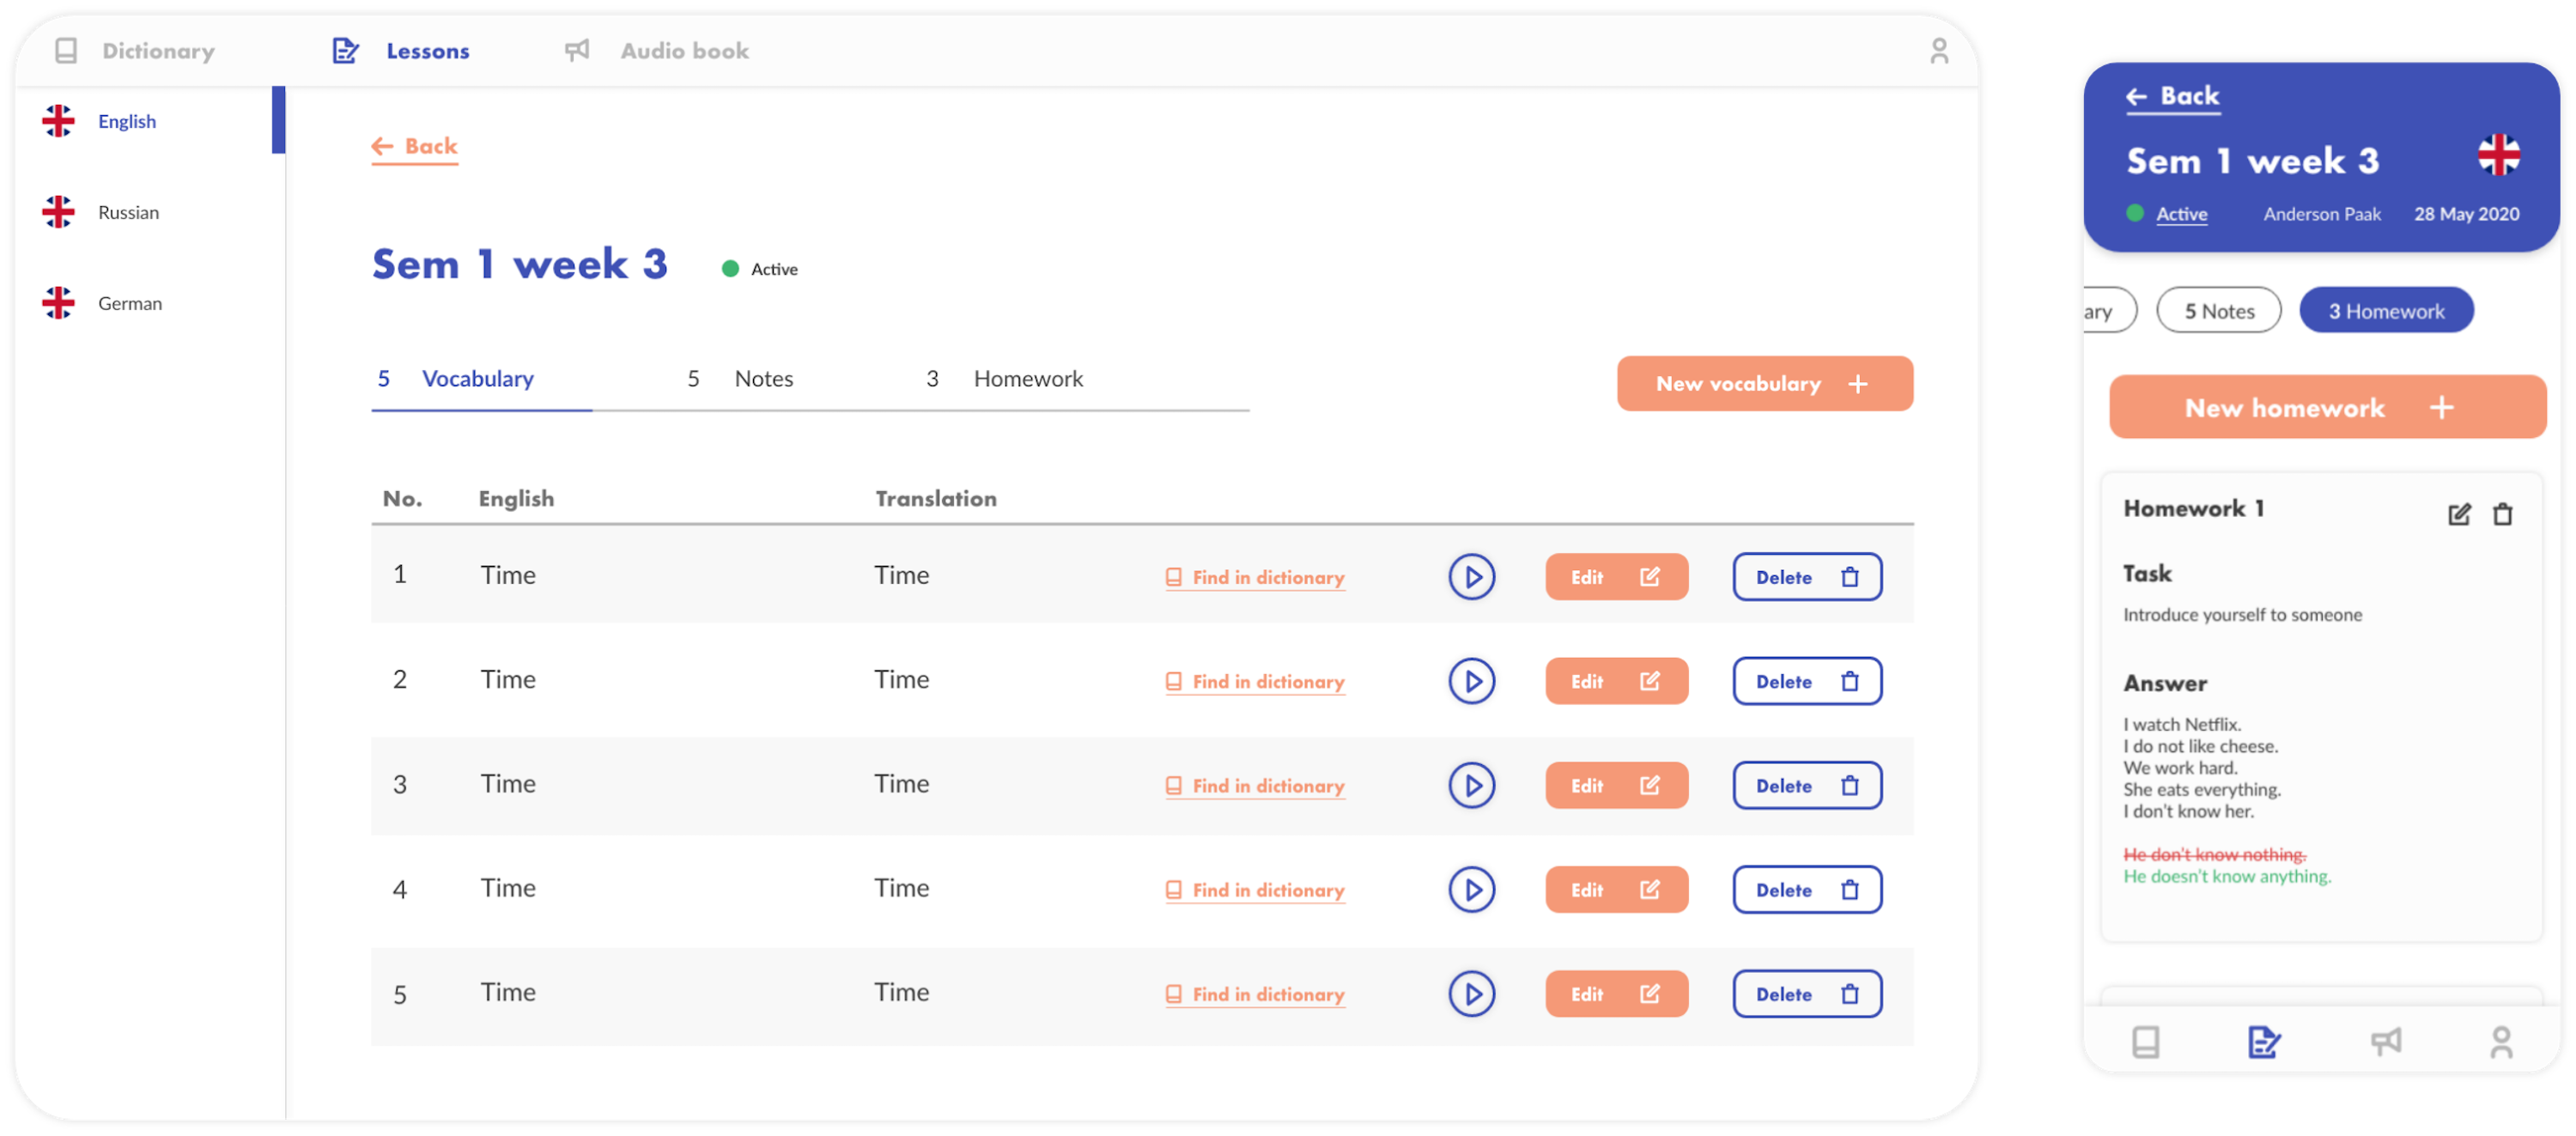 Dictionary
Lessons
Audio book
English
Russian
German
Back
Sem 1 week 3
Active
5 Vocabulary
5 Notes
3 Homework
New vocabulary +
No. English Translation
1 Time Time Find in dictionary Edit Delete
2 Time Time Find in dictionary Edit Delete
3 Time Time Find in dictionary Edit Delete
4 Time Time Find in dictionary Edit Delete
5 Time Time Find in dictionary Edit Delete
Back
Sem 1 week 3
Active Anderson Paak 28 May 2020
ary
5 Notes
3 Homework
New homework +
Homework 1
Task
Introduce yourself to someone
Answer
I watch Netflix.
I do not like cheese.
We work hard.
She eats everything.
I don't know her.
He don't know nothing.
He doesn't know anything.